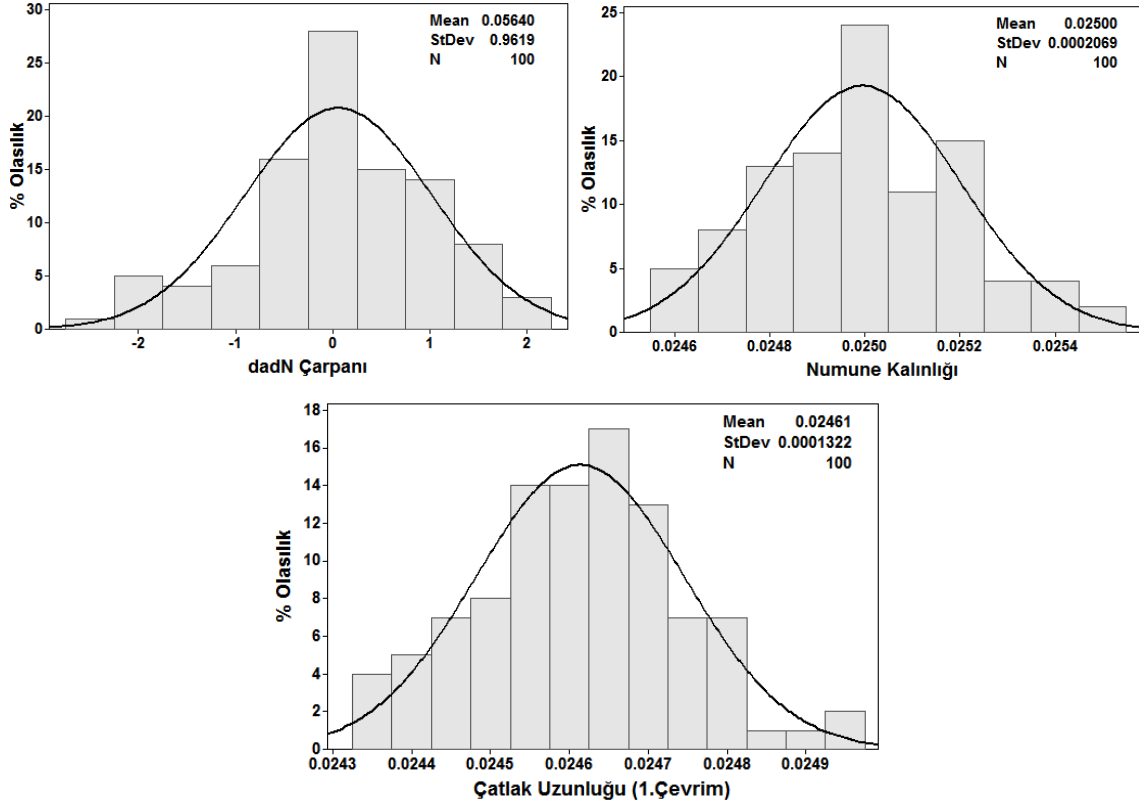 Mean 0.05640
StDev 0.9619
N 100
% Olasılık
30
25
20
15
10
5
0
-2 -1 0 1 2
dadN Çarpanı
Mean 0.02500
StDev 0.0002069
N 100
% Olasılık
25
20
15
10
5
0
0.0246 0.0248 0.0250 0.0252 0.0254
Numune Kalınlığı
Mean 0.02461
StDev 0.0001322
N 100
% Olasılık
18
16
14
12
10
8
6
4
2
0
0.0243 0.0244 0.0245 0.0246 0.0247 0.0248 0.0249
Çatlak Uzunluğu (1.Çevrim)